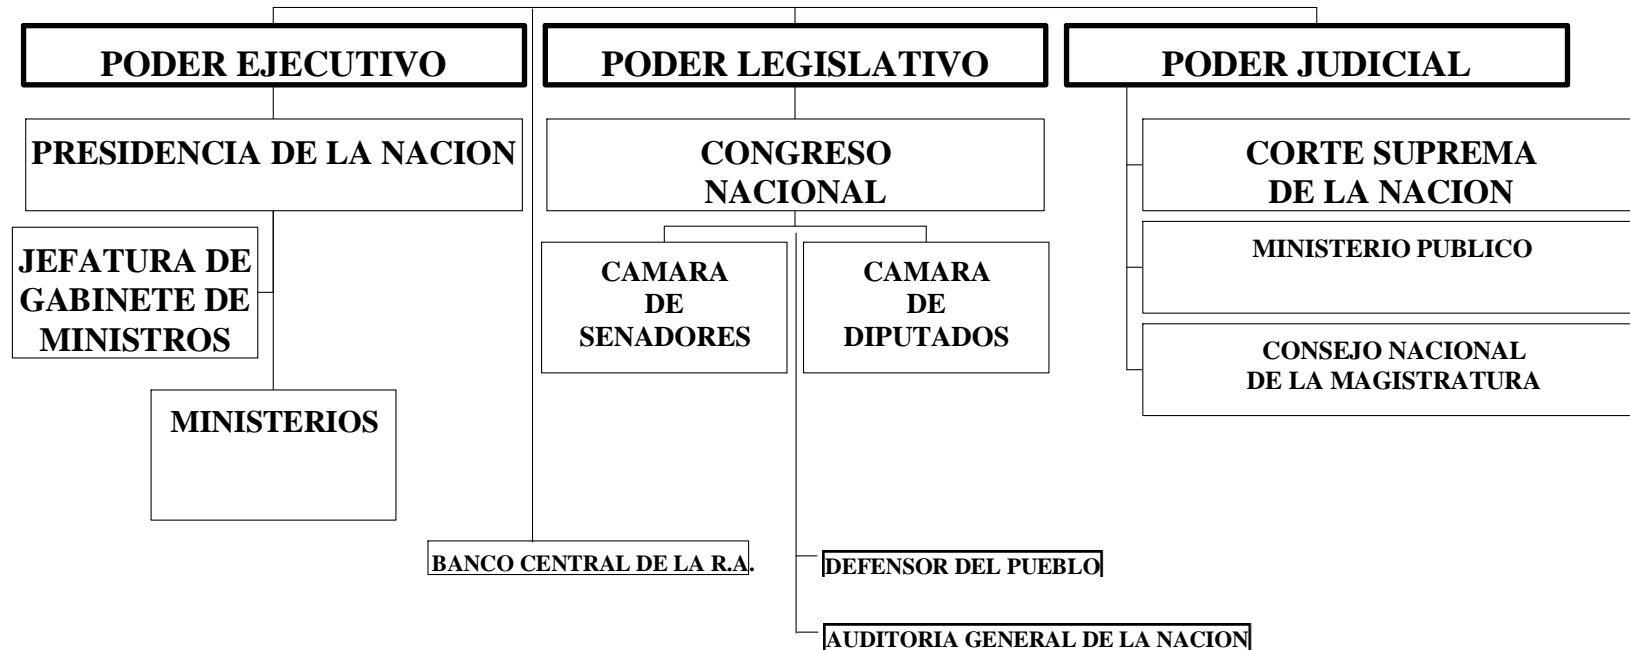 PODER EJECUTIVO
PODER LEGISLATIVO
PODER JUDICIAL
PRESIDENCIA DE LA NACION
CONGRESO
NACIONAL
CORTE SUPREMA
DE LA NACION
JEFATURA DE
GABINETE DE
MINISTROS
CAMARA
DE
SENADORES
CAMARA
DE
DIPUTADOS
MINISTERIO PUBLICO
CONSEJO NACIONAL
DE LA MAGISTRATURA
MINISTERIOS
BANCO CENTRAL DE LA R.A.
DEFENSOR DEL PUEBLO
AUDITORIA GENERAL DE LA NACION